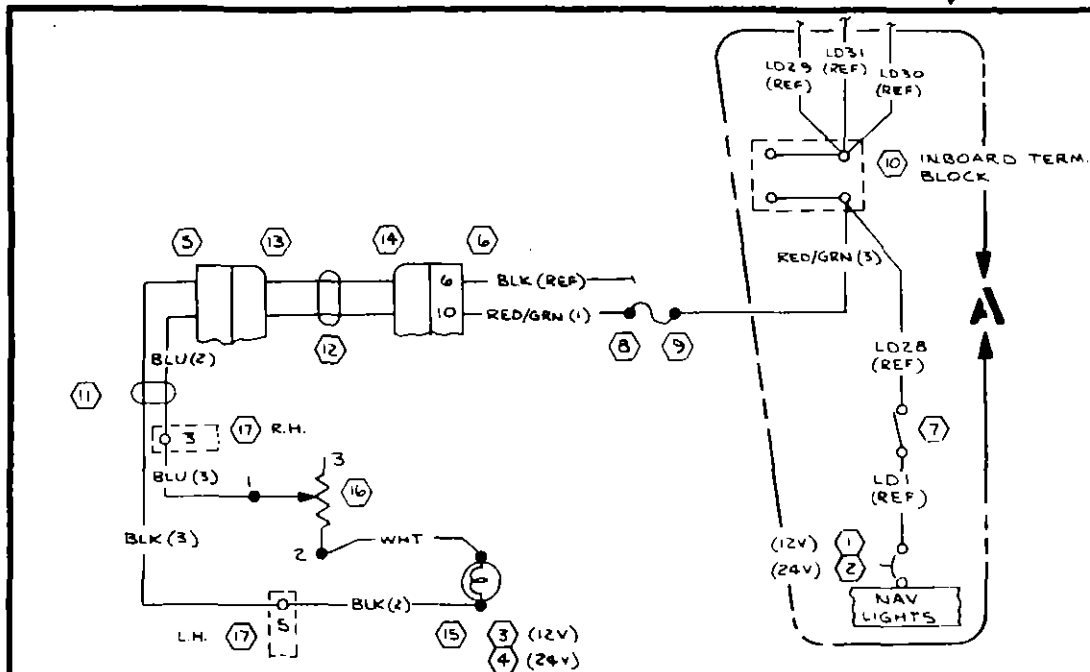 LD29
(REF)
LD31
(REF)
LD30
(REF)
10 INBOARD TERM.
BLOCK
5 13 14 6
6 BLK (REF)
10 RED/GRN (1)
RED/GRN (3)
A
8 9
12
BLU(2)
11
LD28
(REF)
7
3 17 R.H.
BLU(3) 1
3
16
LD1
(REF)
BLK(3)
2 WHT
(12V) 1
(24V) 2
NAV
LIGHTS
L.H. 17 5 BLK(2) 15 3 (12V)
4 (24V)